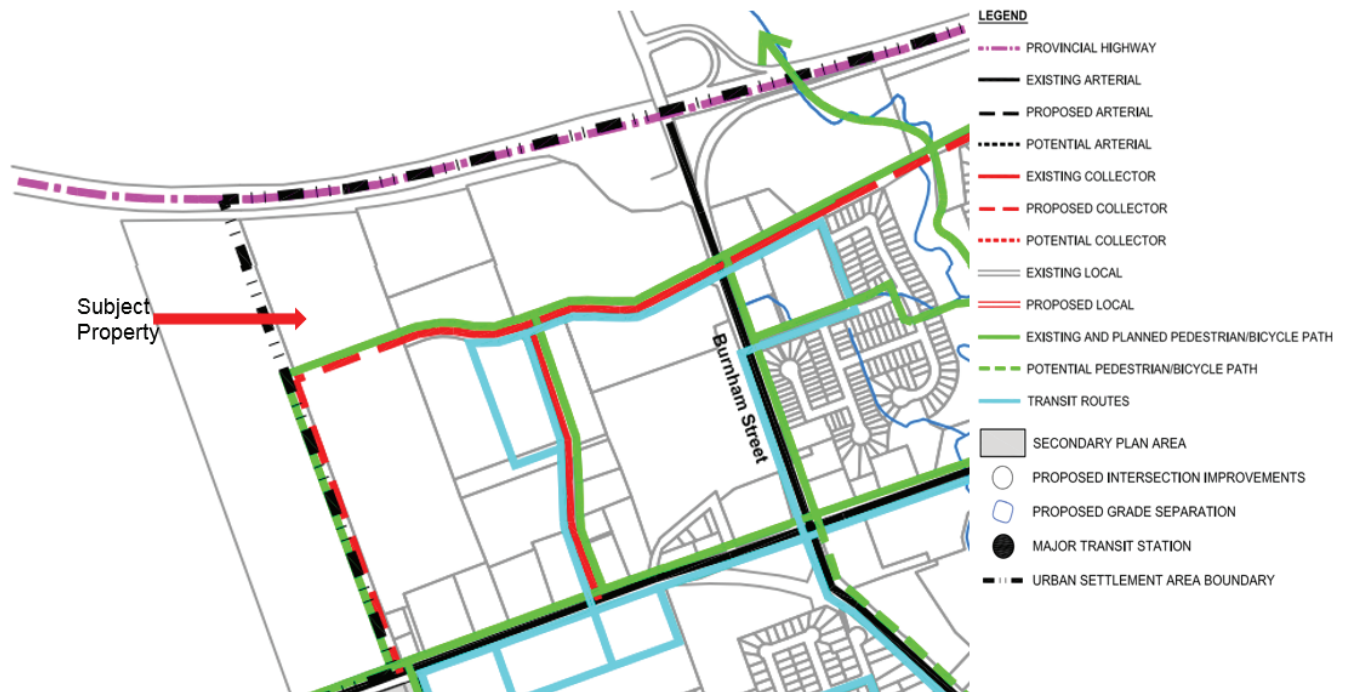 LEGEND
PROVINCIAL HIGHWAY
EXISTING ARTERIAL
PROPOSED ARTERIAL
POTENTIAL ARTERIAL
EXISTING COLLECTOR
PROPOSED COLLECTOR
POTENTIAL COLLECTOR
EXISTING LOCAL
PROPOSED LOCAL
EXISTING AND PLANNED PEDESTRIAN/BICYCLE PATH
POTENTIAL PEDESTRIAN/BICYCLE PATH
TRANSIT ROUTES
SECONDARY PLAN AREA
PROPOSED INTERSECTION IMPROVEMENTS
PROPOSED GRADE SEPARATION
MAJOR TRANSIT STATION
URBAN SETTLEMENT AREA BOUNDARY
Subject
Property
Burnham Street